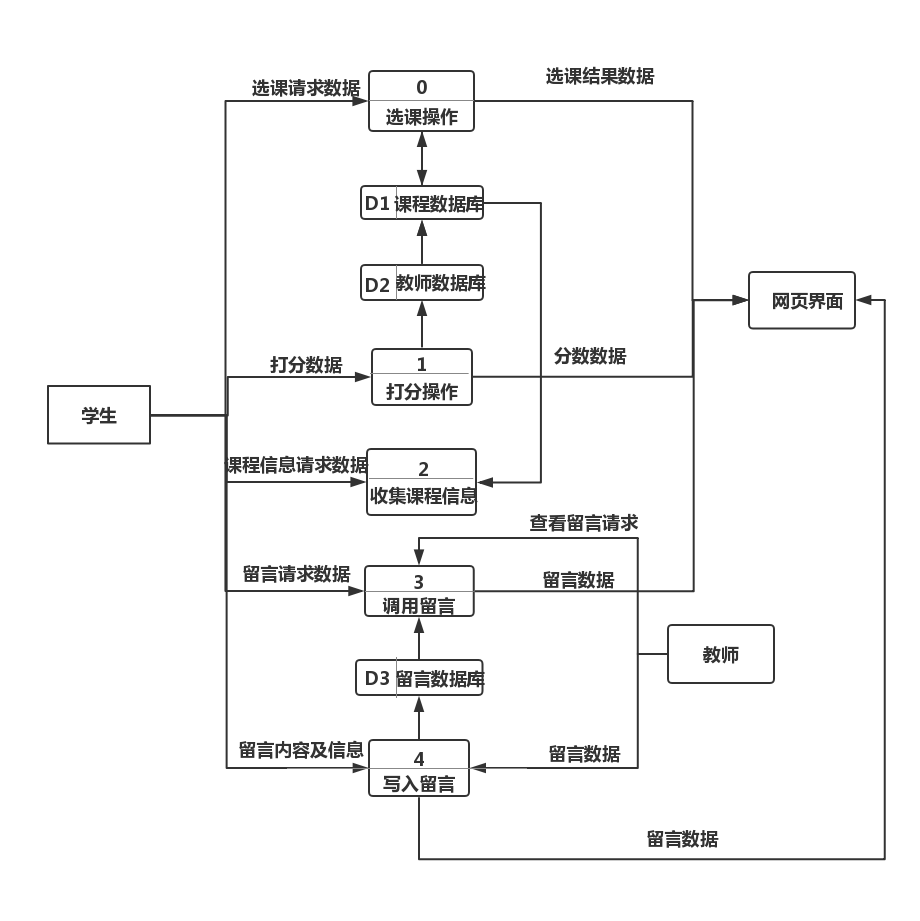 选课请求数据
0
选课操作
选课结果数据
D1 课程数据库
D2 教师数据库
网页界面
打分数据
1
打分操作
分数数据
学生
课程信息请求数据
2
收集课程信息
查看留言请求
留言请求数据
3
调用留言
留言数据
教师
D3 留言数据库
留言内容及信息
4
写入留言
留言数据
留言数据